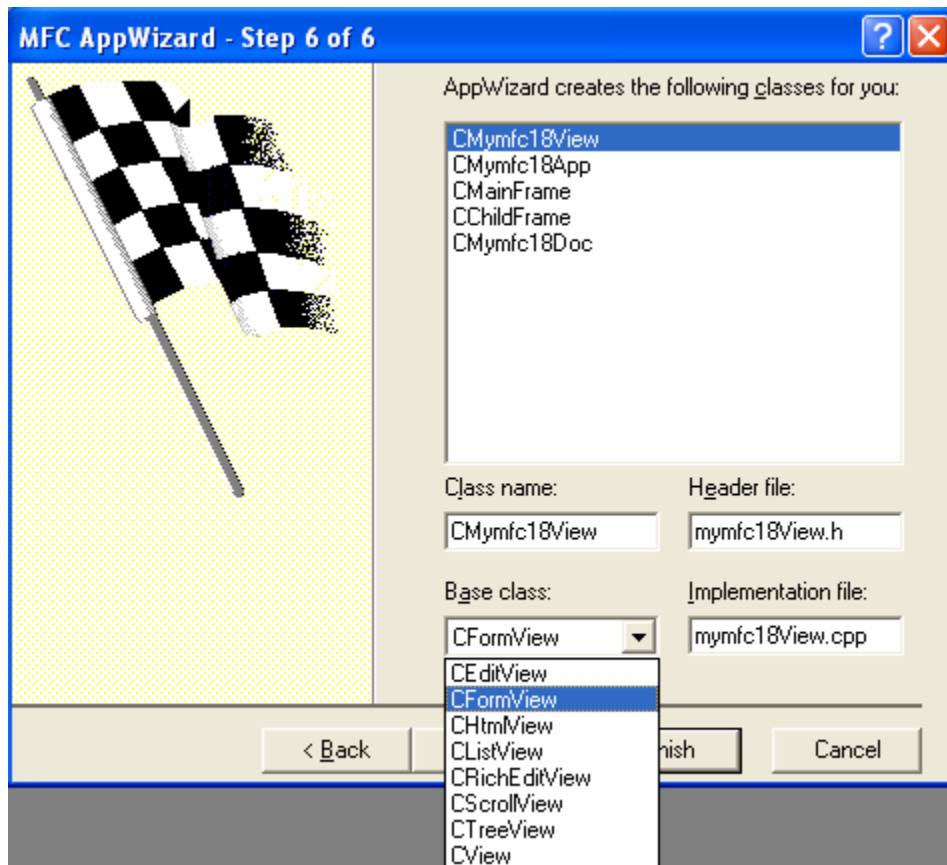 MFC AppWizard - Step 6 of 6
AppWizard creates the following classes for you:
CMymfc18View
CMymfc18App
CMainFrame
CChildFrame
CMymfc18Doc
Class name:
Header file:
CMymfc18View
mymfc18View.h
Base class:
Implementation file:
CFormView
mymfc18View.cpp
CEditView
CFormView
CHtmlView
CListView
CRichEditView
CScrollView
CTreeView
CView
< Back
nish
Cancel